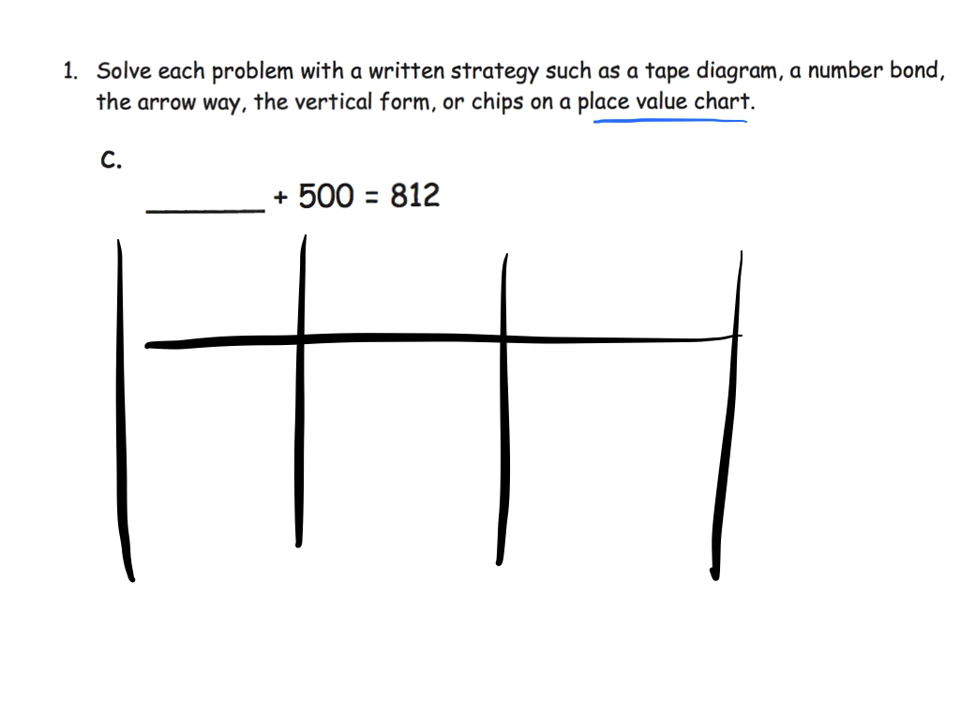 1. Solve each problem with a written strategy such as a tape diagram, a number bond,
the arrow way, the vertical form, or chips on a place value chart.
C.
________ + 500 = 812